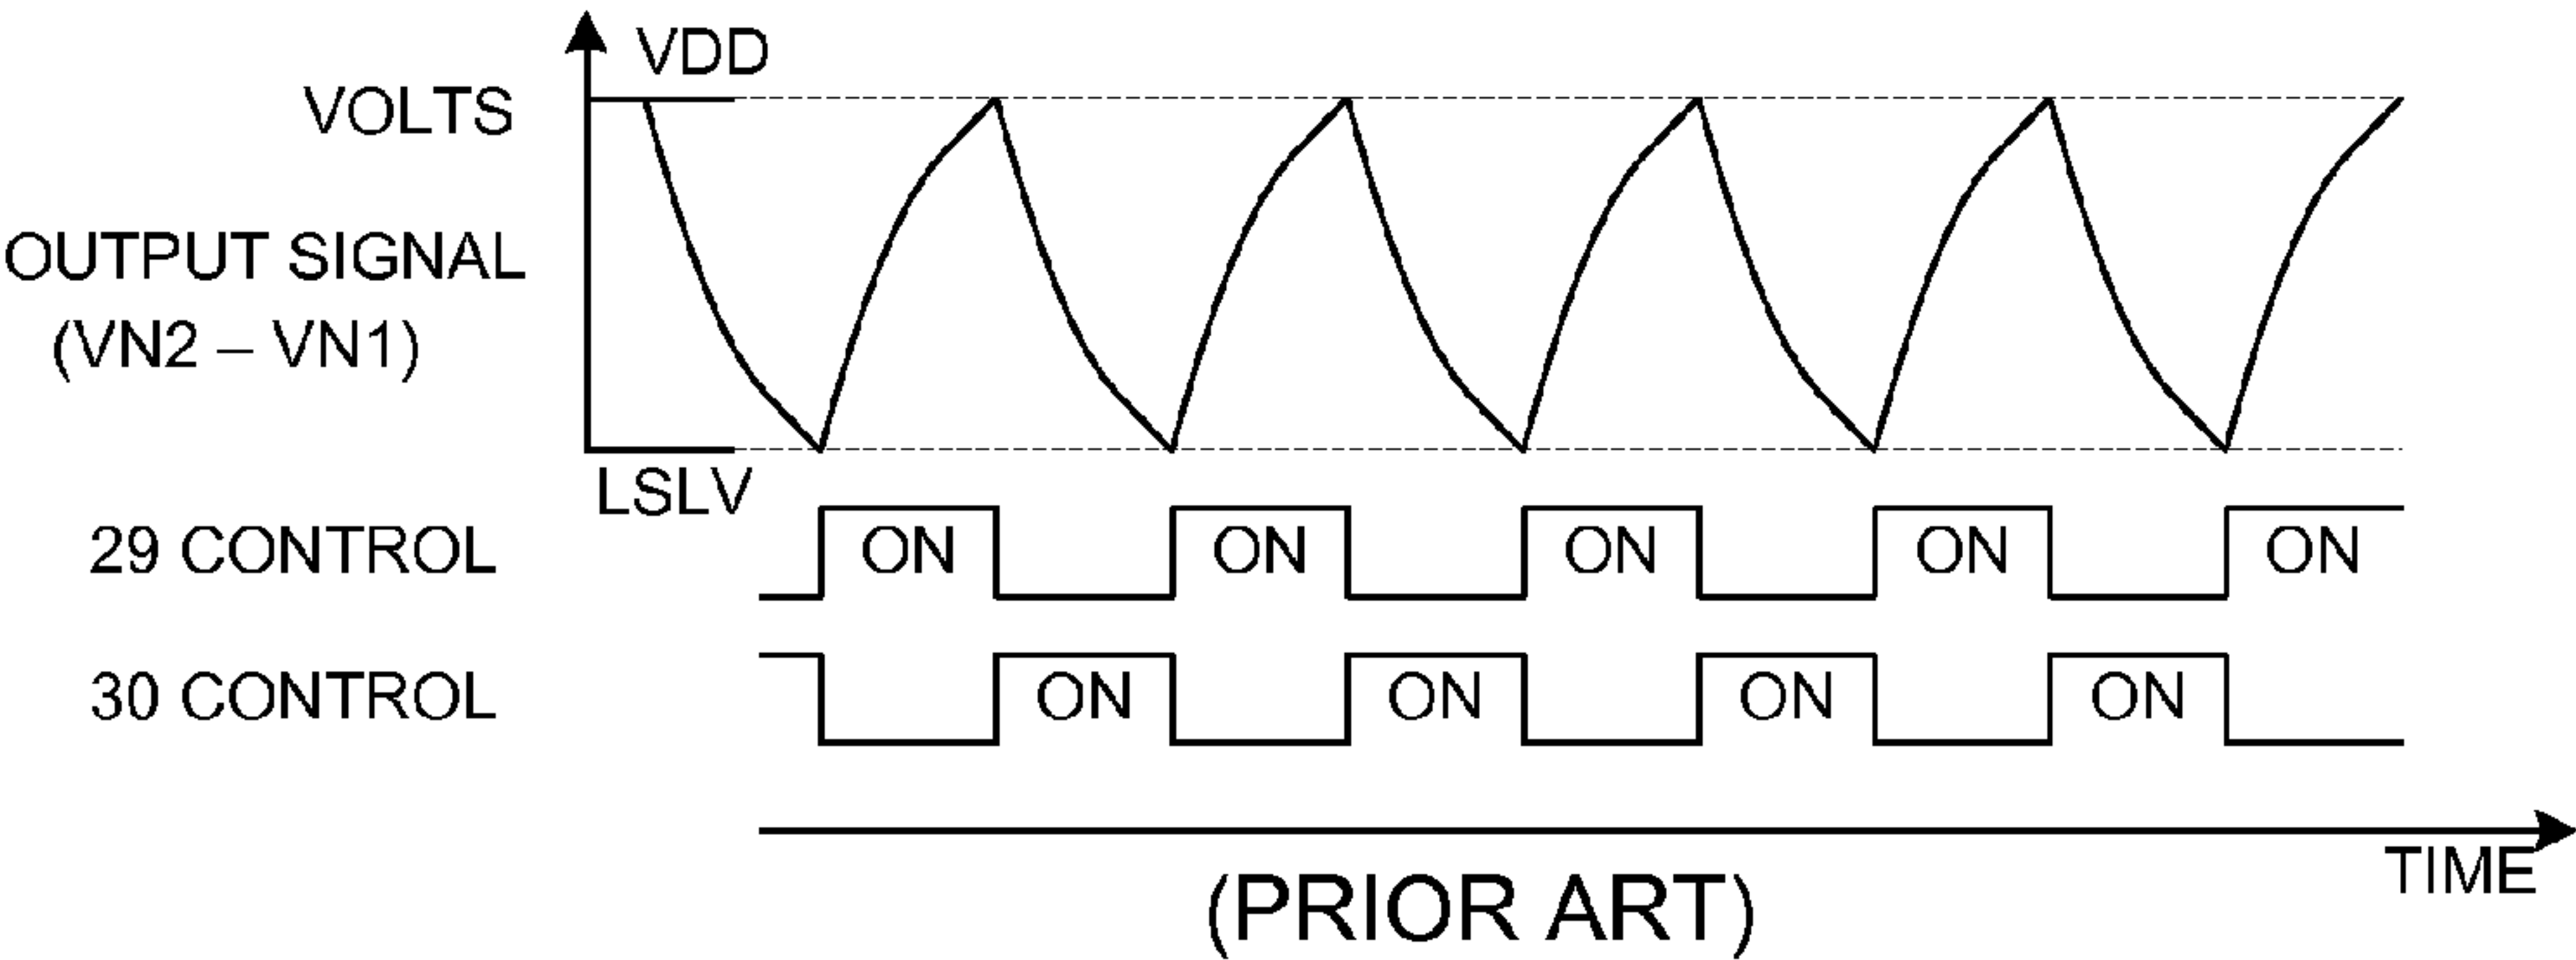 VDD
VOLTS
OUTPUT SIGNAL
(VN2 – VN1)
LSLV
29 CONTROL
ON ON ON ON ON
30 CONTROL
ON ON ON ON
TIME
(PRIOR ART)